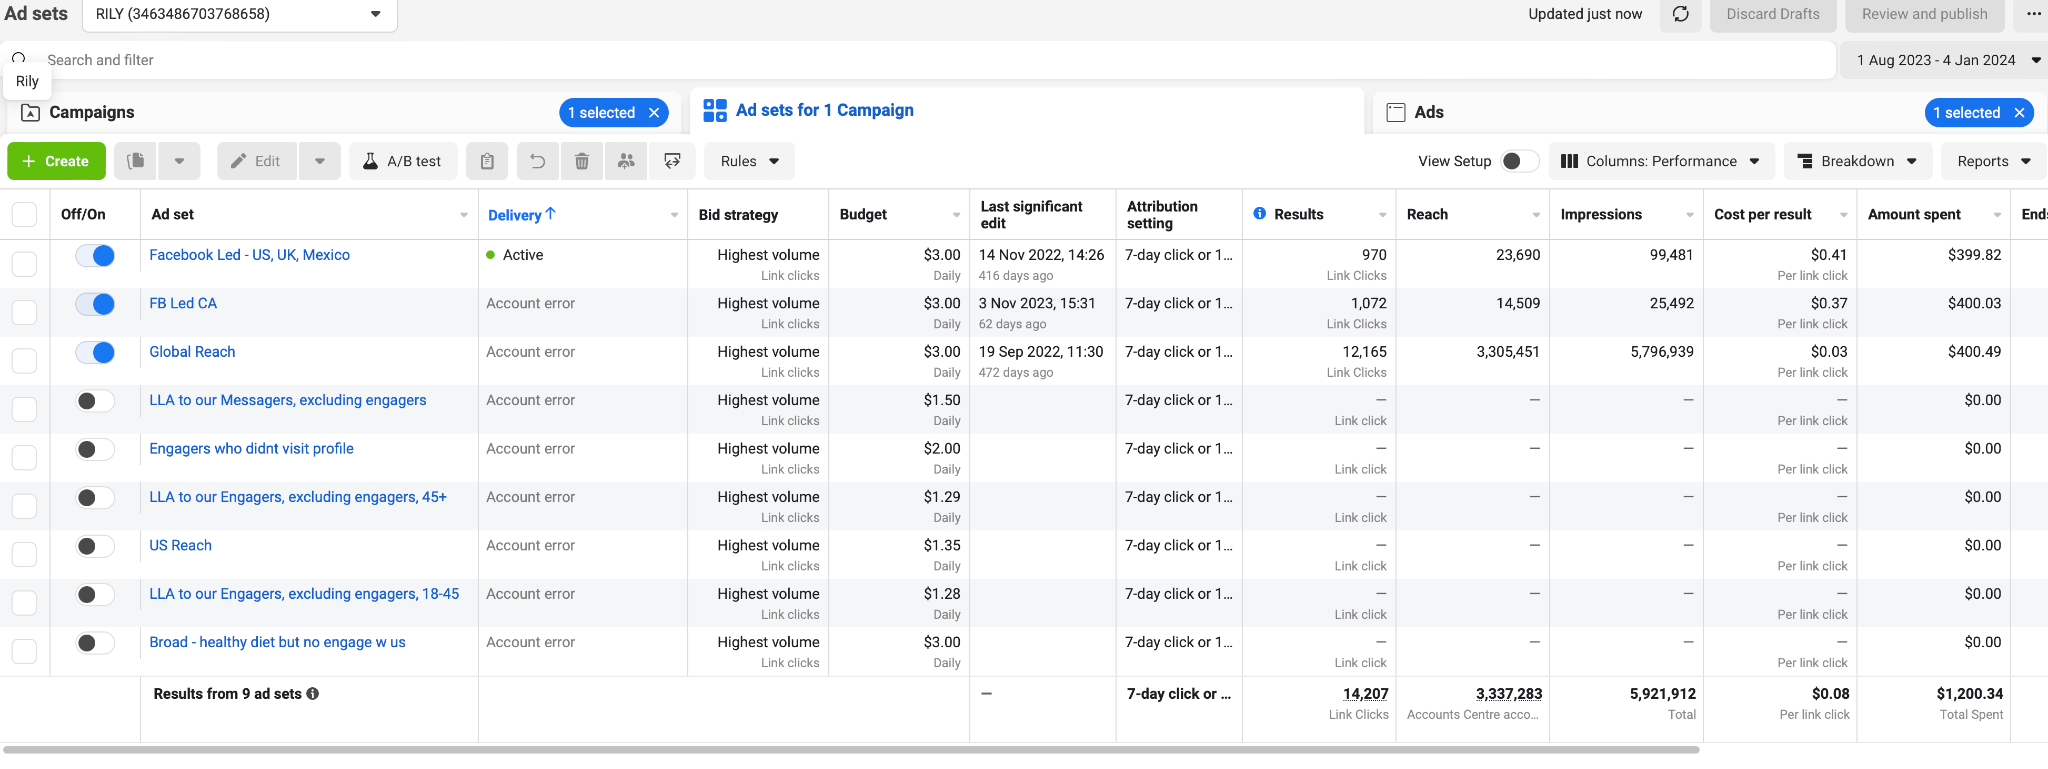 Ad sets
RILY (3463486703768658)
Updated just now
Discard Drafts
Review and publish
Search and filter
1 Aug 2023 - 4 Jan 2024
Rily
Campaigns
1 selected
Ad sets for 1 Campaign
Ads
1 selected
+ Create
Edit
A/B test
Rules
View Setup
Columns: Performance
Breakdown
Reports
Off/On Ad set Delivery↑ Bid strategy Budget Last significant edit Attribution setting Results Reach Impressions Cost per result Amount spent Ends
Facebook Led - US, UK, Mexico Active Highest volume $3.00 14 Nov 2022, 14:26 7-day click or 1... 970 23,690 99,481 $0.41 $399.82
Link clicks Daily 416 days ago Link Clicks Per link click
FB Led CA Account error Highest volume $3.00 3 Nov 2023, 15:31 7-day click or 1... 1,072 14,509 25,492 $0.37 $400.03
Link clicks Daily 62 days ago Link Clicks Per link click
Global Reach Account error Highest volume $3.00 19 Sep 2022, 11:30 7-day click or 1... 12,165 3,305,451 5,796,939 $0.03 $400.49
Link clicks Daily 472 days ago Link Clicks Per link click
LLA to our Messagers, excluding engagers Account error Highest volume $1.50 7-day click or 1... — — — — $0.00
Link clicks Daily Link click Per link click
Engagers who didnt visit profile Account error Highest volume $2.00 7-day click or 1... — — — — $0.00
Link clicks Daily Link click Per link click
LLA to our Engagers, excluding engagers, 45+ Account error Highest volume $1.29 7-day click or 1... — — — — $0.00
Link clicks Daily Link click Per link click
US Reach Account error Highest volume $1.35 7-day click or 1... — — — — $0.00
Link clicks Daily Link click Per link click
LLA to our Engagers, excluding engagers, 18-45 Account error Highest volume $1.28 7-day click or 1... — — — — $0.00
Link clicks Daily Link click Per link click
Broad - healthy diet but no engage w us Account error Highest volume $3.00 7-day click or 1... — — — — $0.00
Link clicks Daily Link click Per link click
Results from 9 ad sets — 7-day click or ... 14,207 3,337,283 5,921,912 $0.08 $1,200.34
Link Clicks Accounts Centre acco... Total Per link click Total Spent